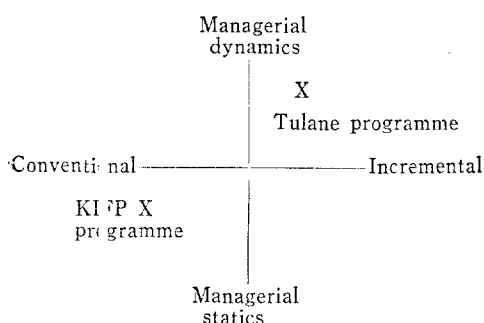 Managerial
dynamics
X
Tulane programme
Conventional Incremental
X
programme
Managerial
statics